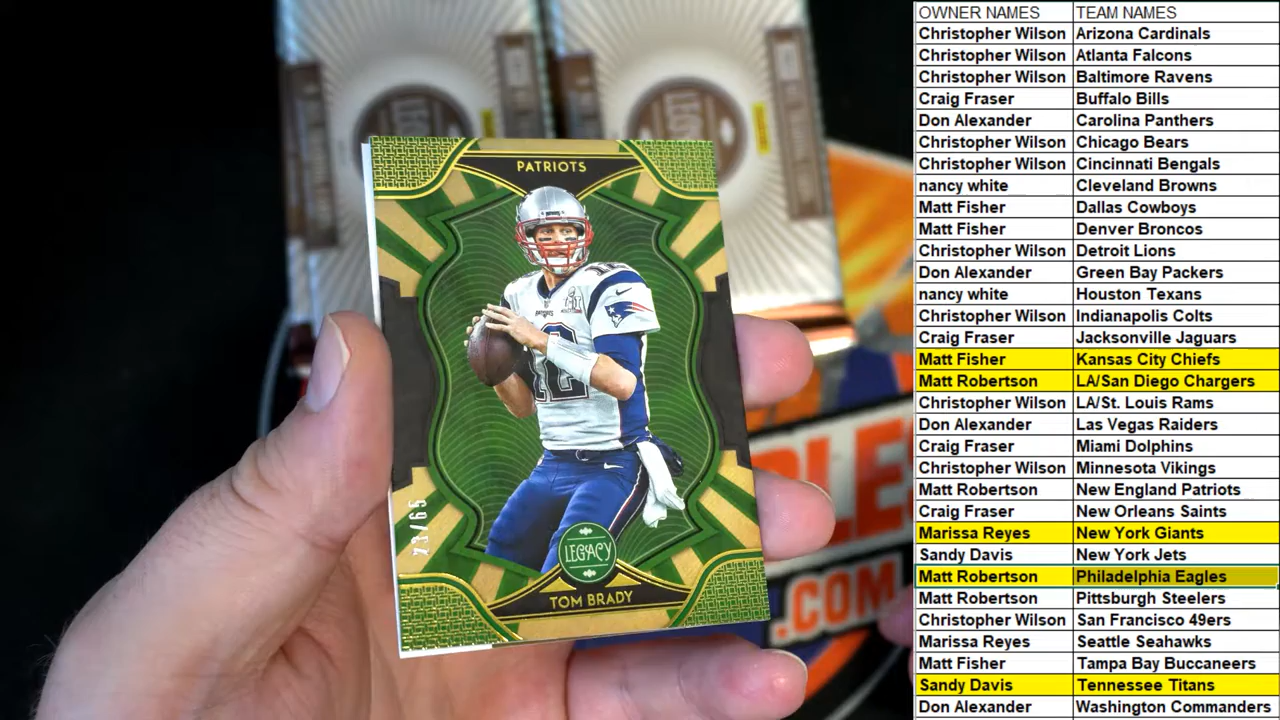 PATRIOTS
12
12
23/65
LEGACY
TOM BRADY
.COM
OWNER NAMES TEAM NAMES
Christopher Wilson Arizona Cardinals
Christopher Wilson Atlanta Falcons
Christopher Wilson Baltimore Ravens
Craig Fraser Buffalo Bills
Don Alexander Carolina Panthers
Christopher Wilson Chicago Bears
Christopher Wilson Cincinnati Bengals
nancy white Cleveland Browns
Matt Fisher Dallas Cowboys
Matt Fisher Denver Broncos
Christopher Wilson Detroit Lions
Don Alexander Green Bay Packers
nancy white Houston Texans
Christopher Wilson Indianapolis Colts
Craig Fraser Jacksonville Jaguars
Matt Fisher Kansas City Chiefs
Matt Robertson LA/San Diego Chargers
Christopher Wilson LA/St. Louis Rams
Don Alexander Las Vegas Raiders
Craig Fraser Miami Dolphins
Christopher Wilson Minnesota Vikings
Matt Robertson New England Patriots
Craig Fraser New Orleans Saints
Marissa Reyes New York Giants
Sandy Davis New York Jets
Matt Robertson Philadelphia Eagles
Matt Robertson Pittsburgh Steelers
Christopher Wilson San Francisco 49ers
Marissa Reyes Seattle Seahawks
Matt Fisher Tampa Bay Buccaneers
Sandy Davis Tennessee Titans
Don Alexander Washington Commanders